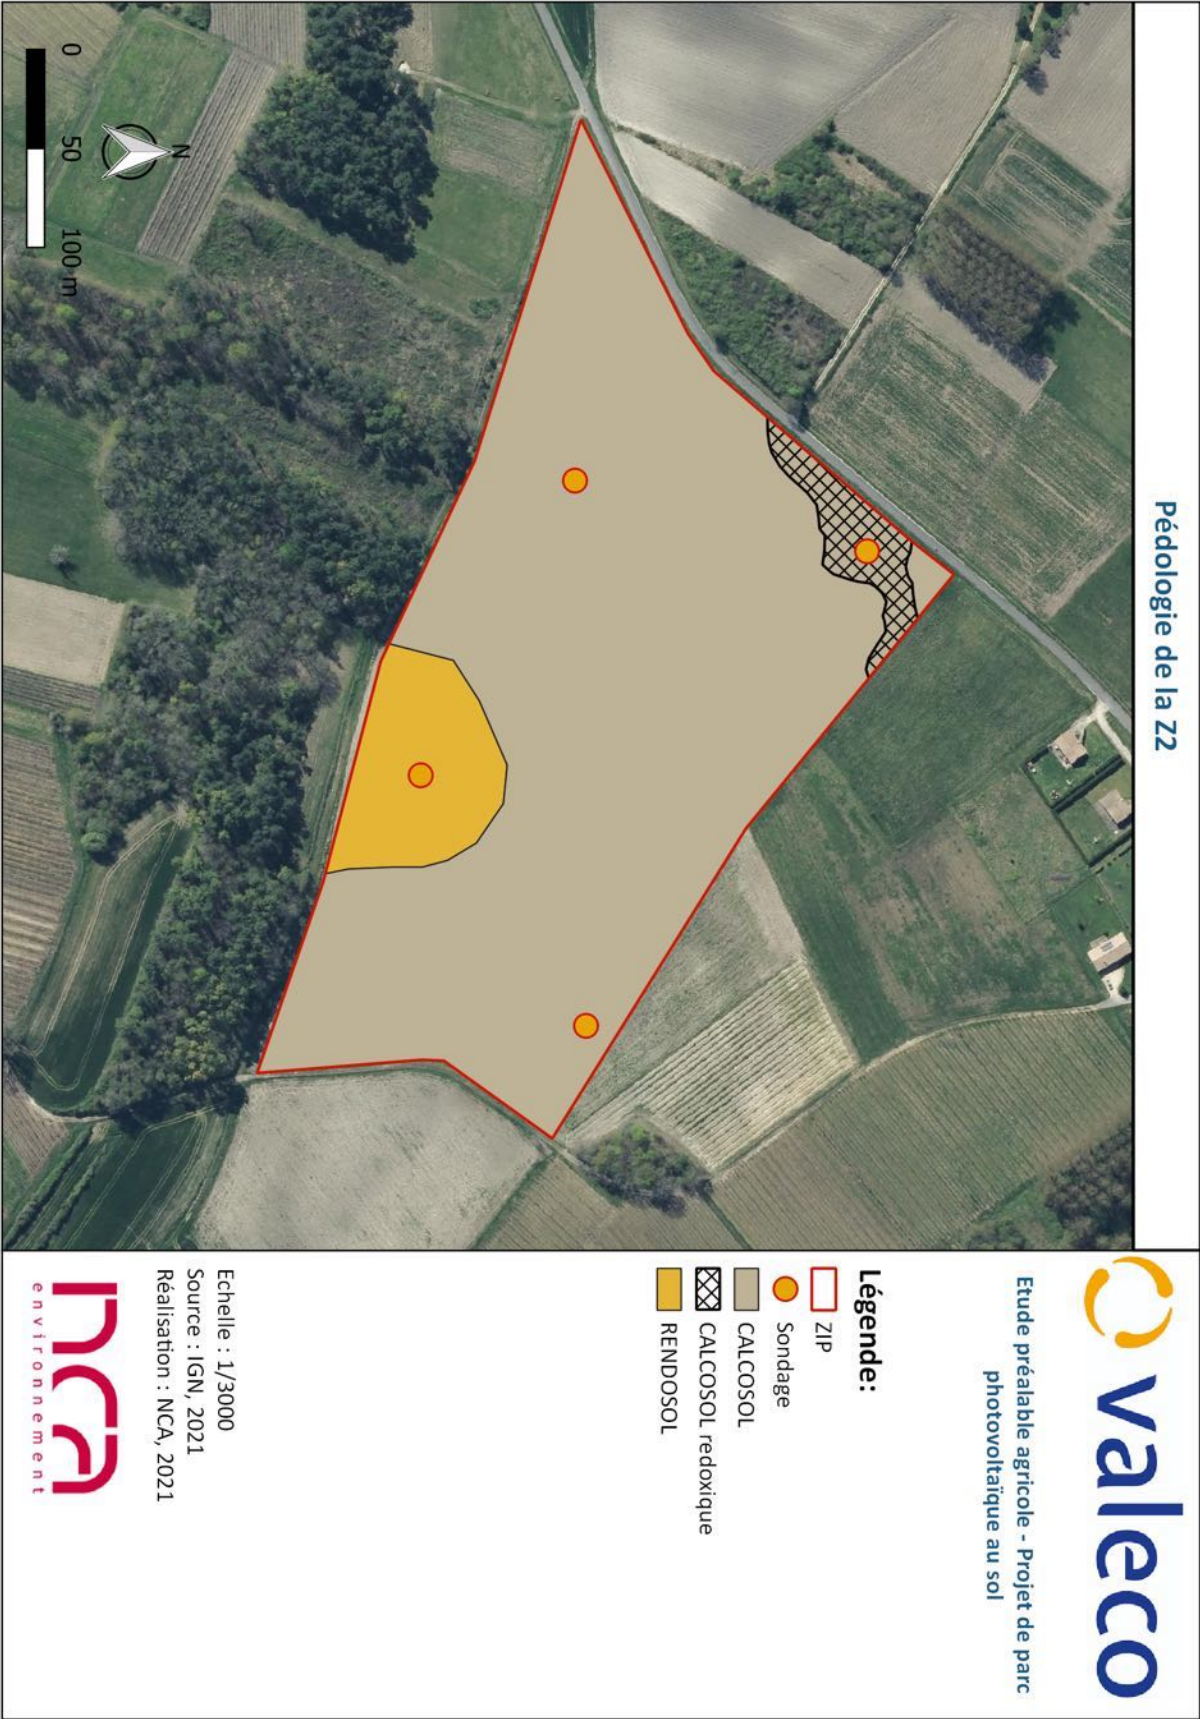 Pédologie de la Z2
N
0 50 100 m
valeco
Etude préalable agricole - Projet de parc
photovoltaïque au sol
Légende:
ZIP
Sondage
CALCOSOL
CALCOSOL redoxique
RENDOSOL
Echelle : 1/3000
Source : IGN, 2021
Réalisation : NCA, 2021
nca
environnement